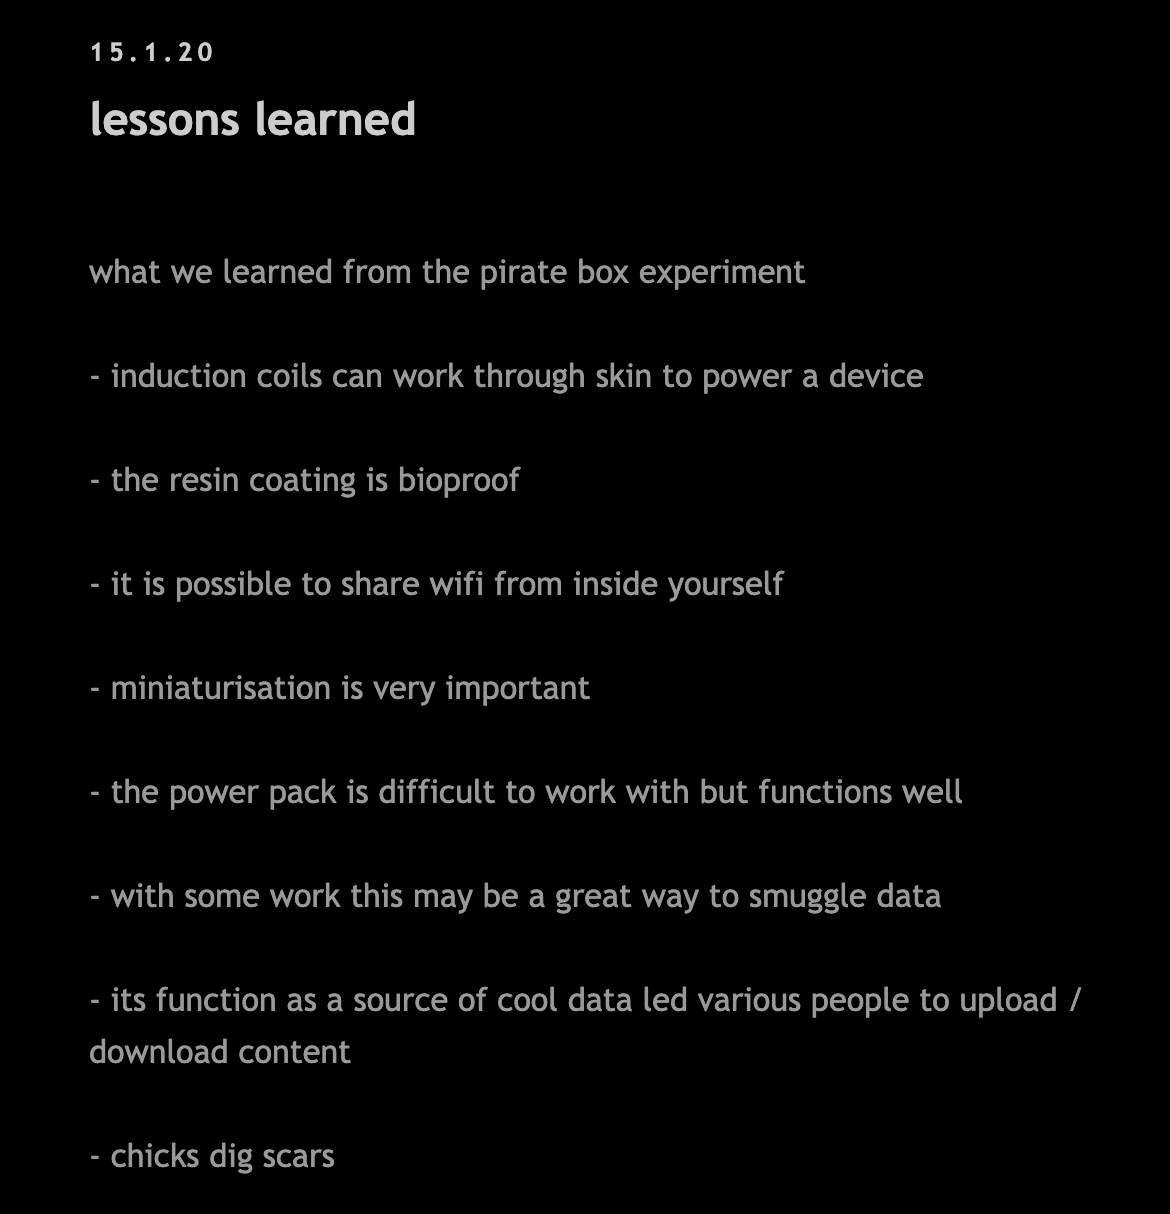 15.1.20
lessons learned
what we learned from the pirate box experiment
- induction coils can work through skin to power a device
- the resin coating is bioproof
- it is possible to share wifi from inside yourself
- miniaturisation is very important
- the power pack is difficult to work with but functions well
- with some work this may be a great way to smuggle data
- its function as a source of cool data led various people to upload /
download content
- chicks dig scars